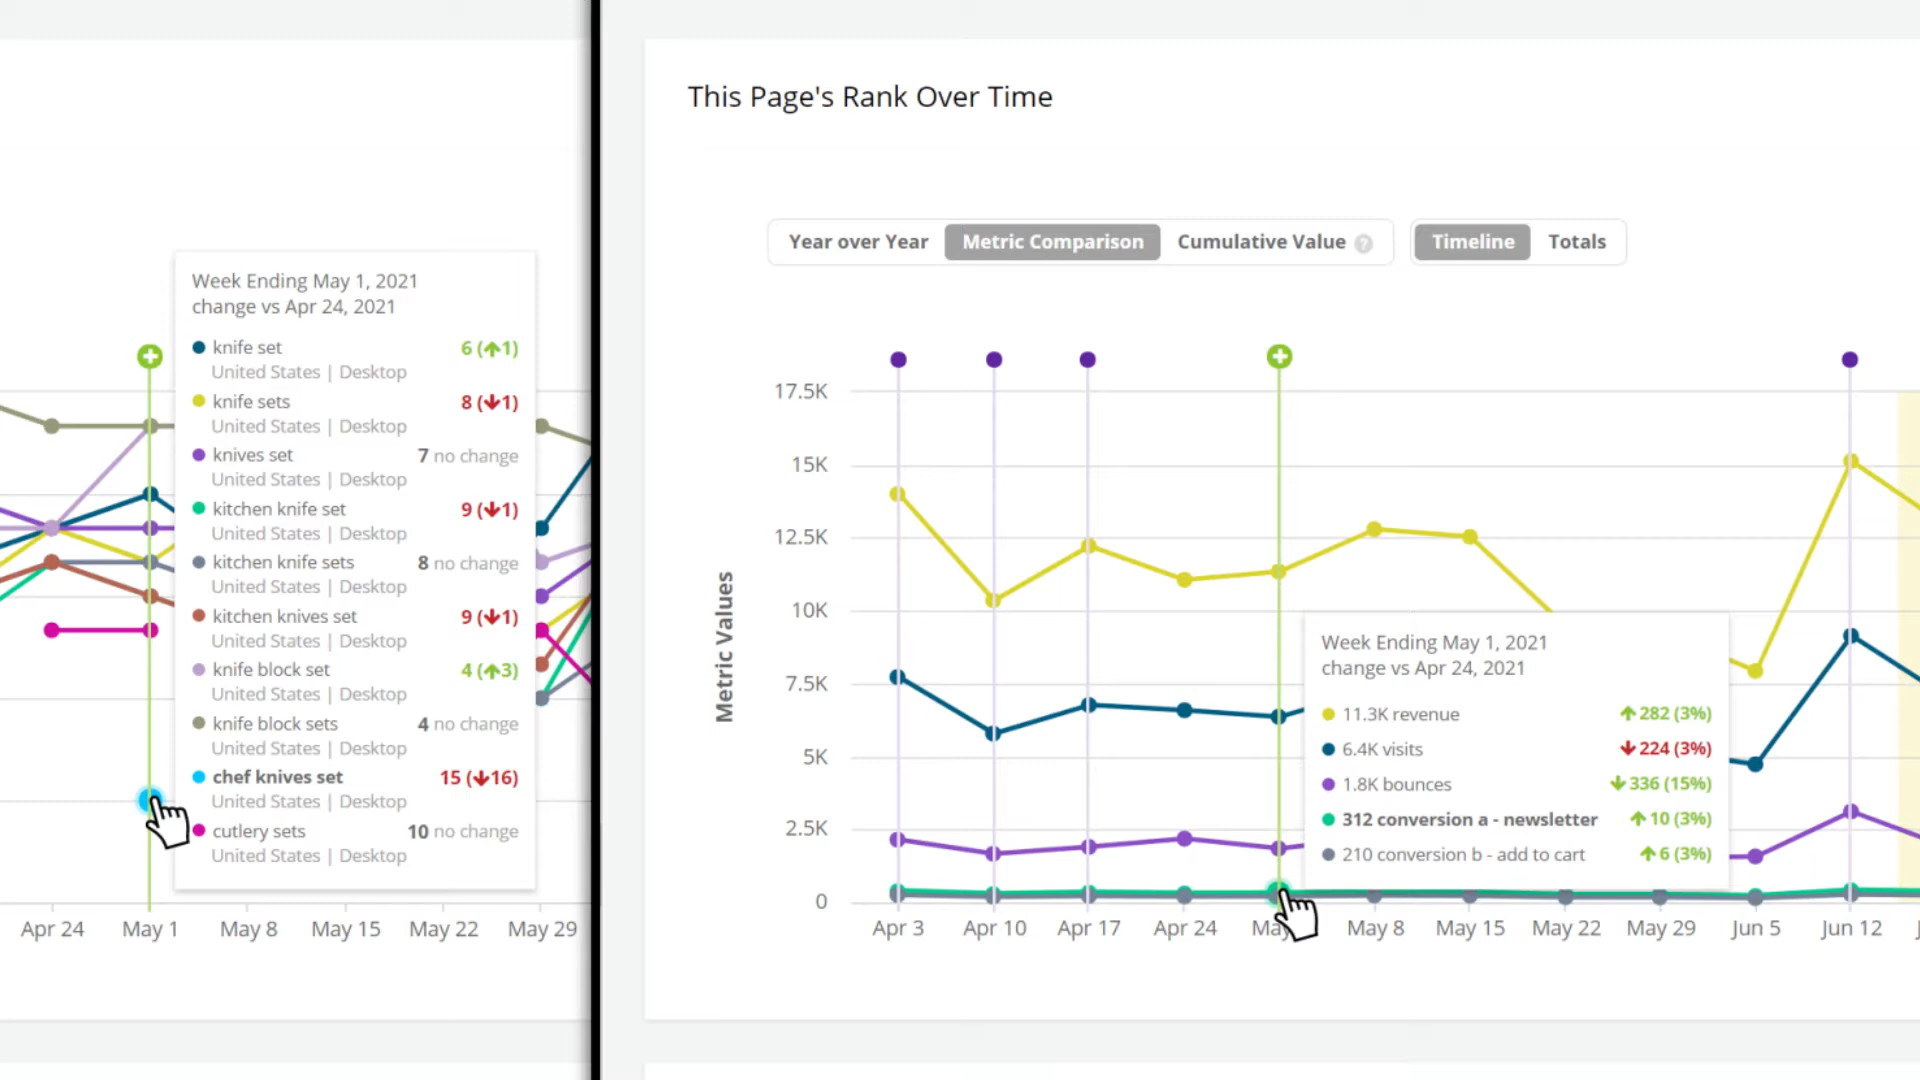 Week Ending May 1, 2021
change vs Apr 24, 2021
knife set 6 (↑1)
United States | Desktop
knife sets 8 (↓1)
United States | Desktop
knives set 7 no change
United States | Desktop
kitchen knife set 9 (↓1)
United States | Desktop
kitchen knife sets 8 no change
United States | Desktop
kitchen knives set 9 (↓1)
United States | Desktop
knife block set 4 (↑3)
United States | Desktop
knife block sets 4 no change
United States | Desktop
chef knives set 15 (↓16)
United States | Desktop
cutlery sets 10 no change
United States | Desktop
Apr 24 May 1 May 8 May 15 May 22 May 29
This Page's Rank Over Time
Year over Year Metric Comparison Cumulative Value ? Timeline Totals
17.5K
15K
12.5K
10K
7.5K
5K
2.5K
0
Metric Values
Week Ending May 1, 2021
change vs Apr 24, 2021
11.3K revenue ↑282 (3%)
6.4K visits ↓224 (3%)
1.8K bounces ↓336 (15%)
312 conversion a - newsletter ↑10 (3%)
210 conversion b - add to cart ↑6 (3%)
Apr 3 Apr 10 Apr 17 Apr 24 May May 8 May 15 May 22 May 29 Jun 5 Jun 12